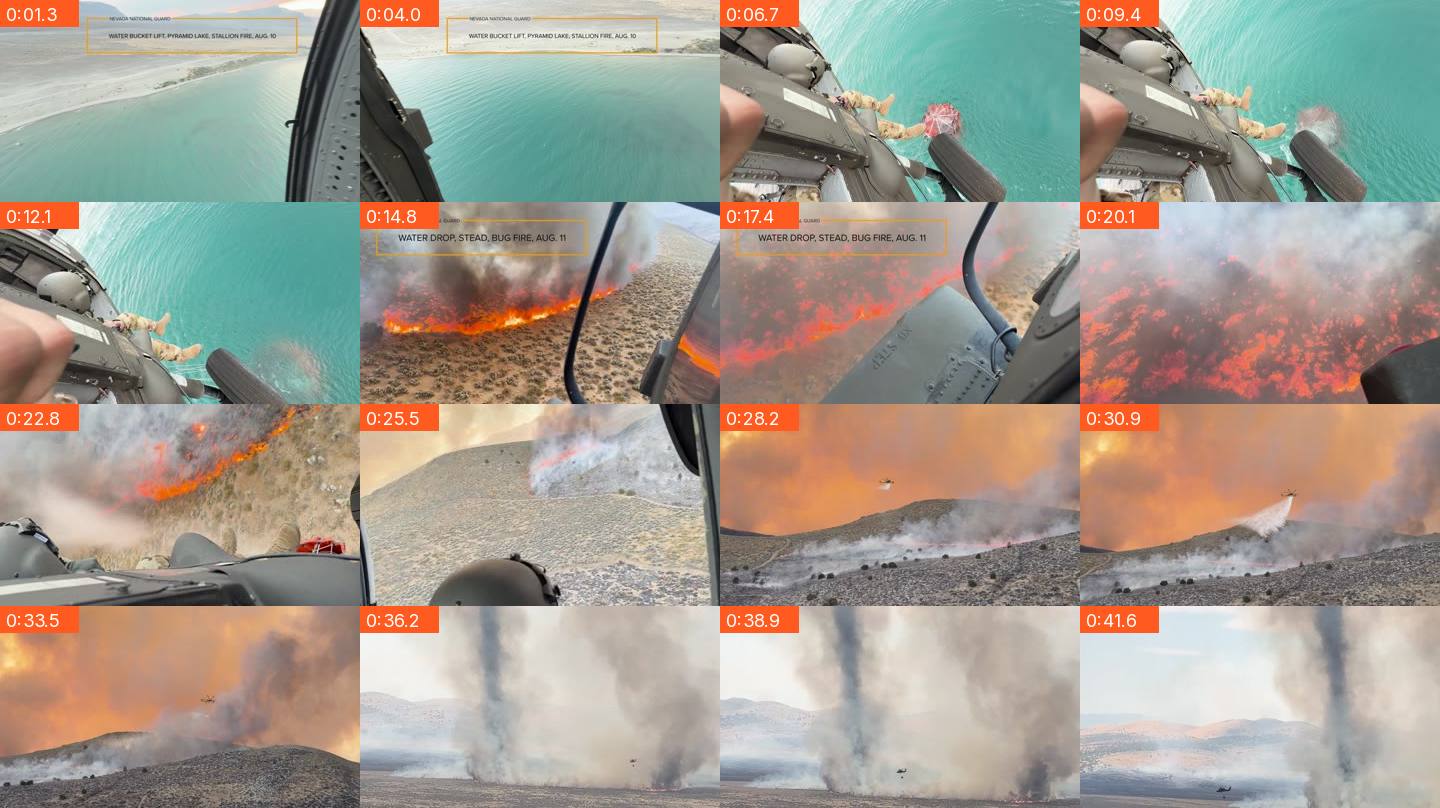 0:01.3
NEVADA NATIONAL GUARD
WATER BUCKET LIFT, PYRAMID LAKE, STALLION FIRE, AUG. 10
0:04.0
NEVADA NATIONAL GUARD
WATER BUCKET LIFT, PYRAMID LAKE, STALLION FIRE, AUG. 10
0:06.7
0:09.4
0:12.1
0:14.8
AL GUARD
WATER DROP, STEAD, BUG FIRE, AUG. 11
0:17.4
AL GUARD
WATER DROP, STEAD, BUG FIRE, AUG. 11
NO STEP
0:20.1
0:22.8
0:25.5
0:28.2
0:30.9
0:33.5
0:36.2
0:38.9
0:41.6